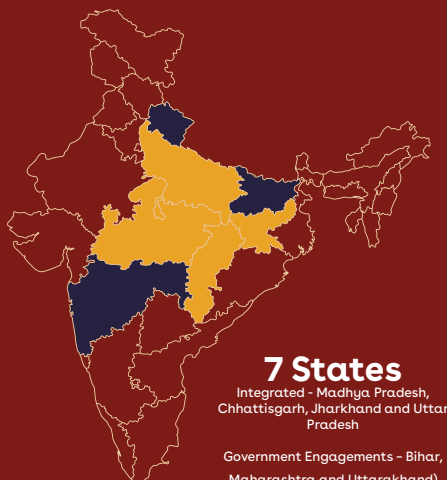 7 States
Integrated - Madhya Pradesh,
Chhattisgarh, Jharkhand and Uttar
Pradesh
Government Engagements - Bihar,
Maharashtra and Uttarakhand)